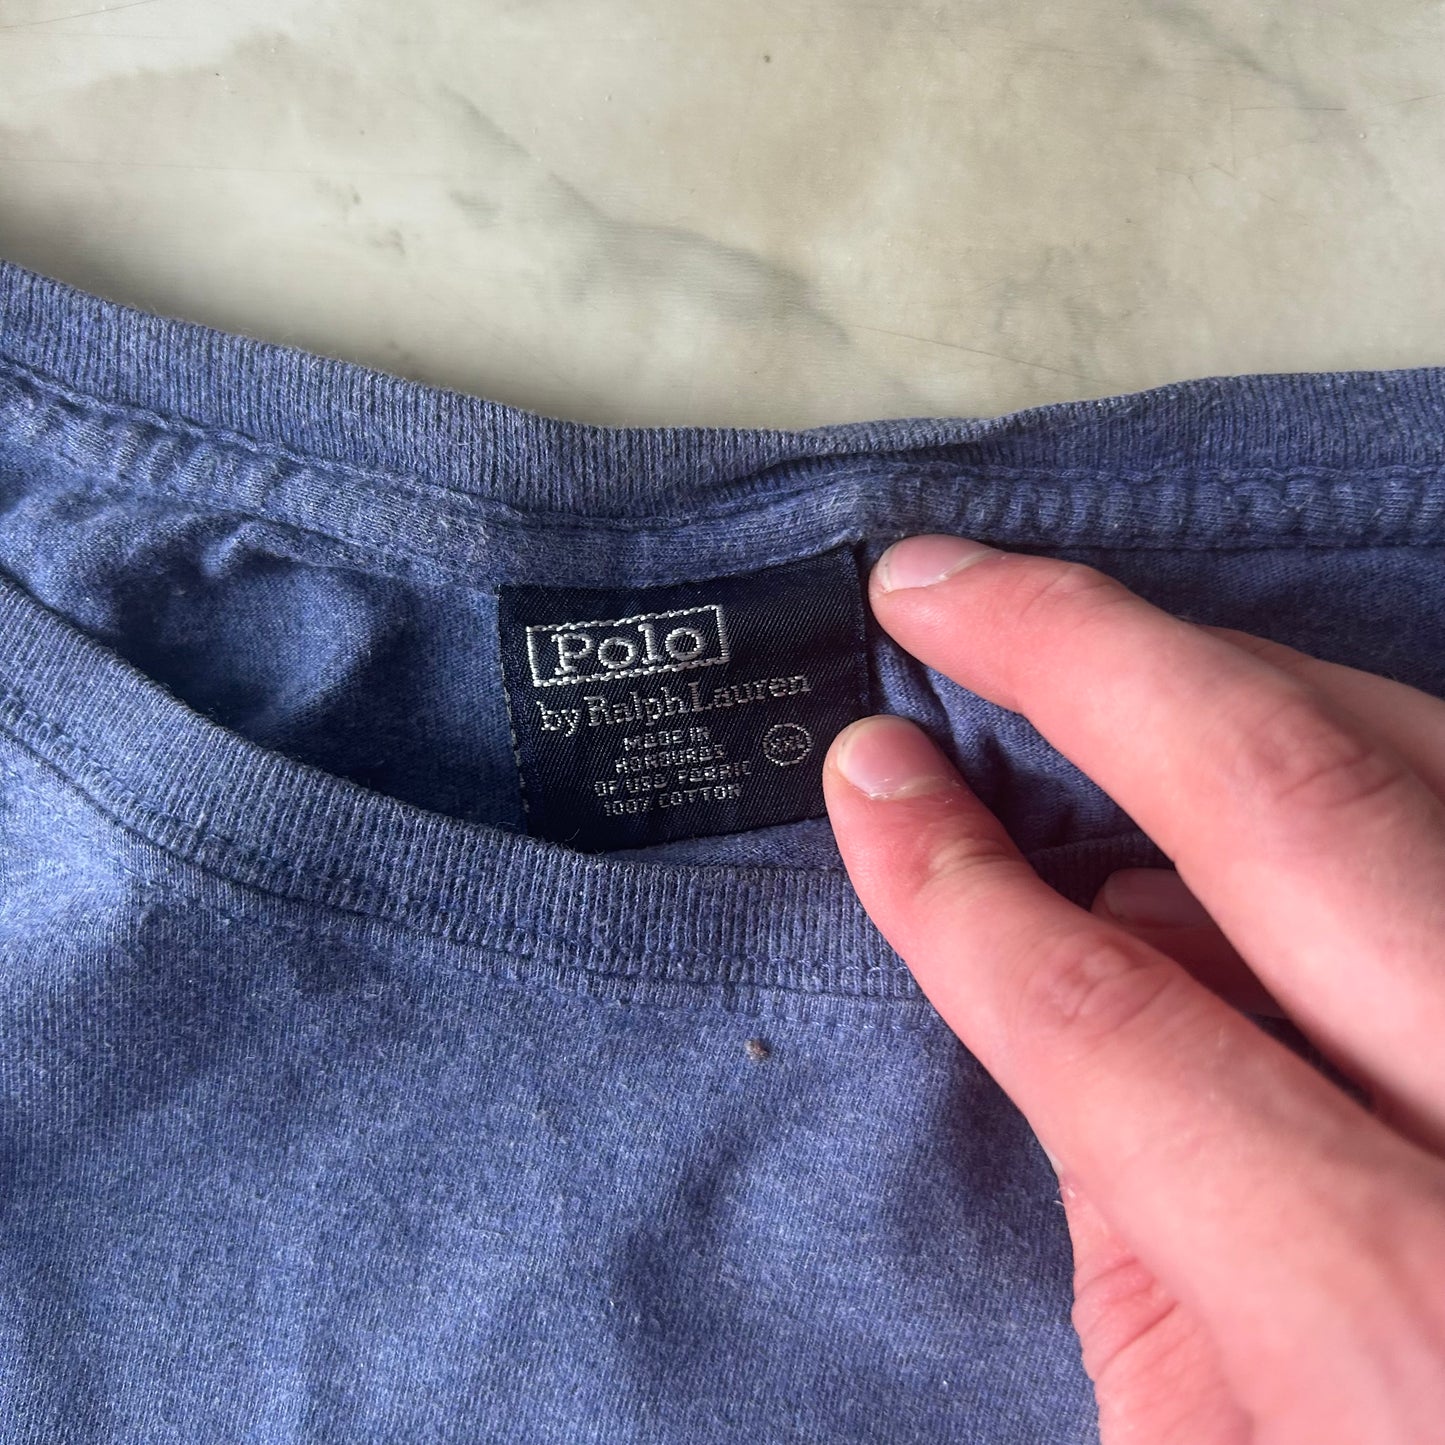 Polo
by Ralph Lauren
MADE IN
HONDURAS
OF USA FABRIC
100% COTTON